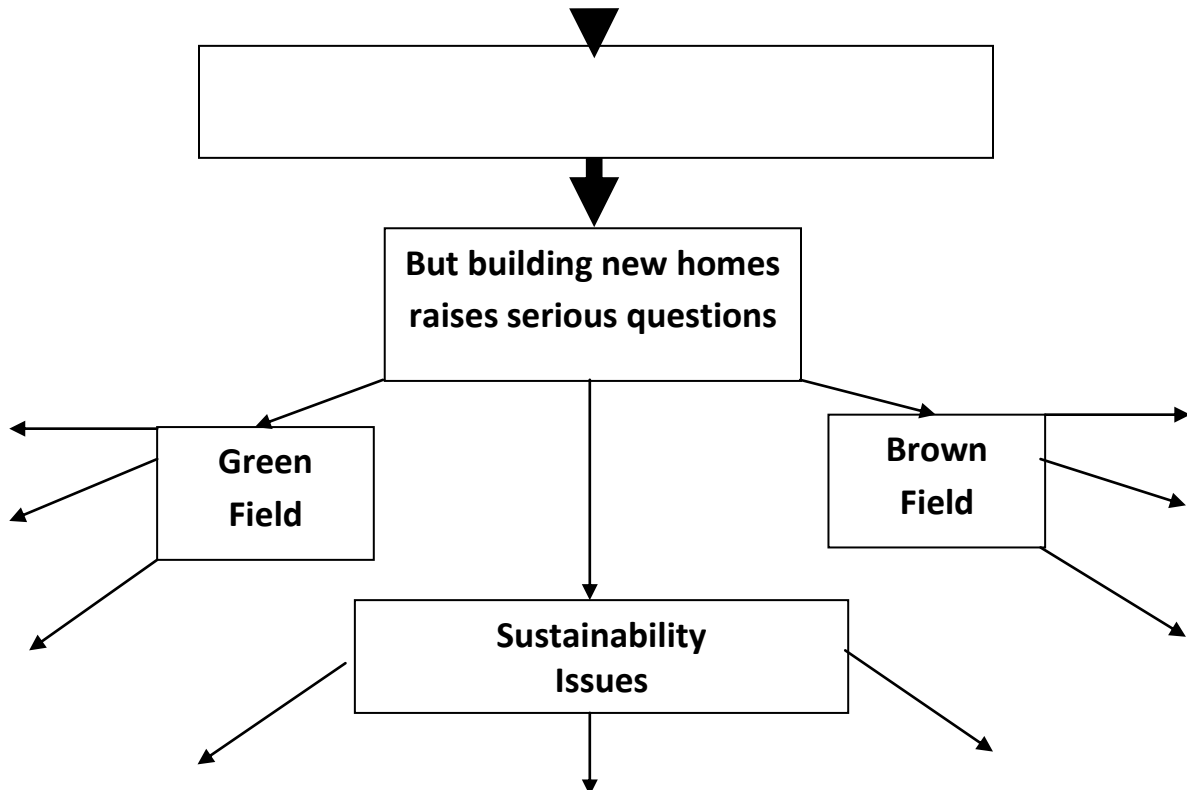 But building new homes
raises serious questions
Green
Field
Brown
Field
Sustainability
Issues